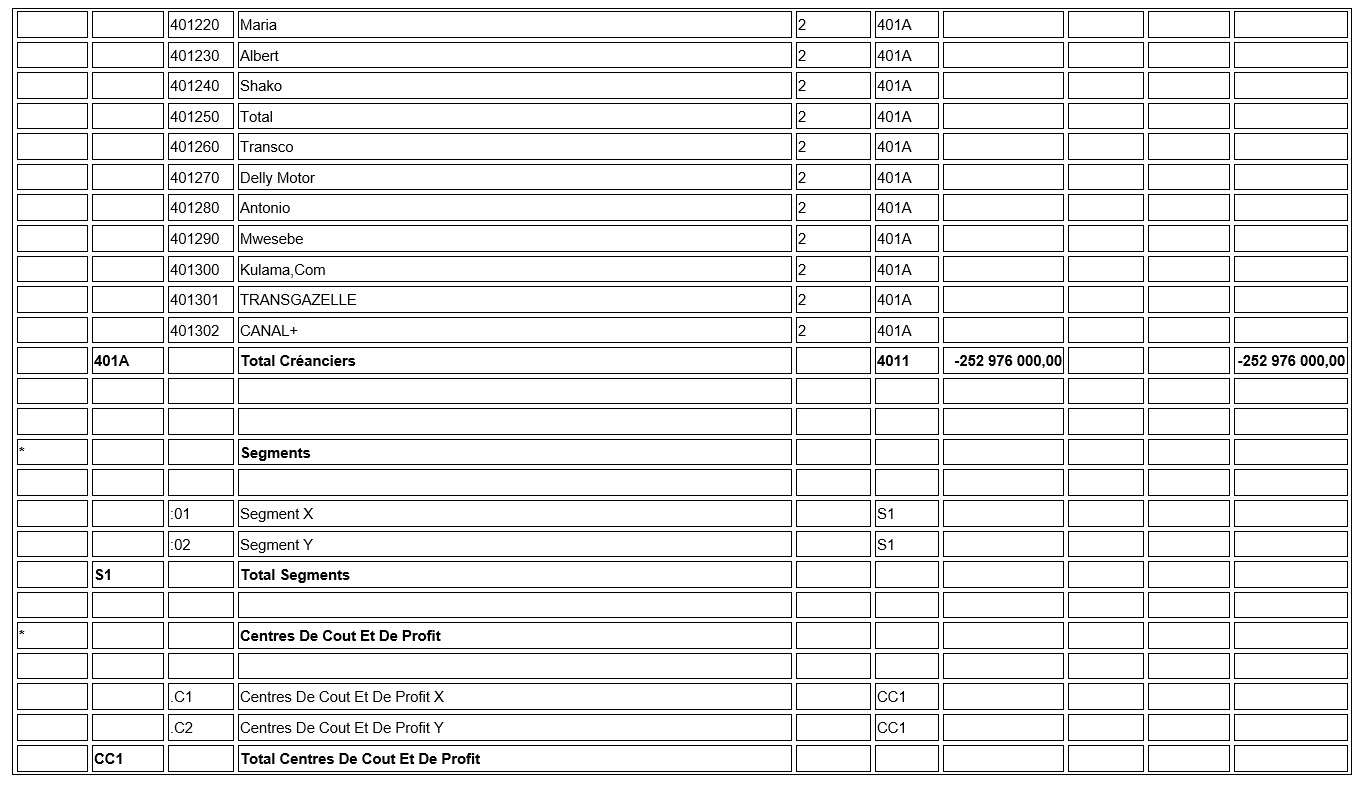 401220 Maria 2 401A
401230 Albert 2 401A
401240 Shako 2 401A
401250 Total 2 401A
401260 Transco 2 401A
401270 Delly Motor 2 401A
401280 Antonio 2 401A
401290 Mwesebe 2 401A
401300 Kulama,Com 2 401A
401301 TRANSGAZELLE 2 401A
401302 CANAL+ 2 401A
401A Total Créanciers 4011 -252 976 000,00 -252 976 000,00
* Segments
:01 Segment X S1
:02 Segment Y S1
S1 Total Segments
* Centres De Cout Et De Profit
.C1 Centres De Cout Et De Profit X CC1
.C2 Centres De Cout Et De Profit Y CC1
CC1 Total Centres De Cout Et De Profit